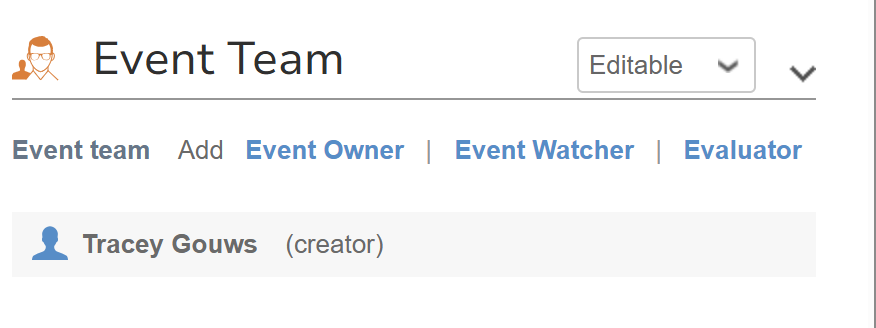 Event Team Editable
Event team Add Event Owner | Event Watcher | Evaluator
Tracey Gouws (creator)